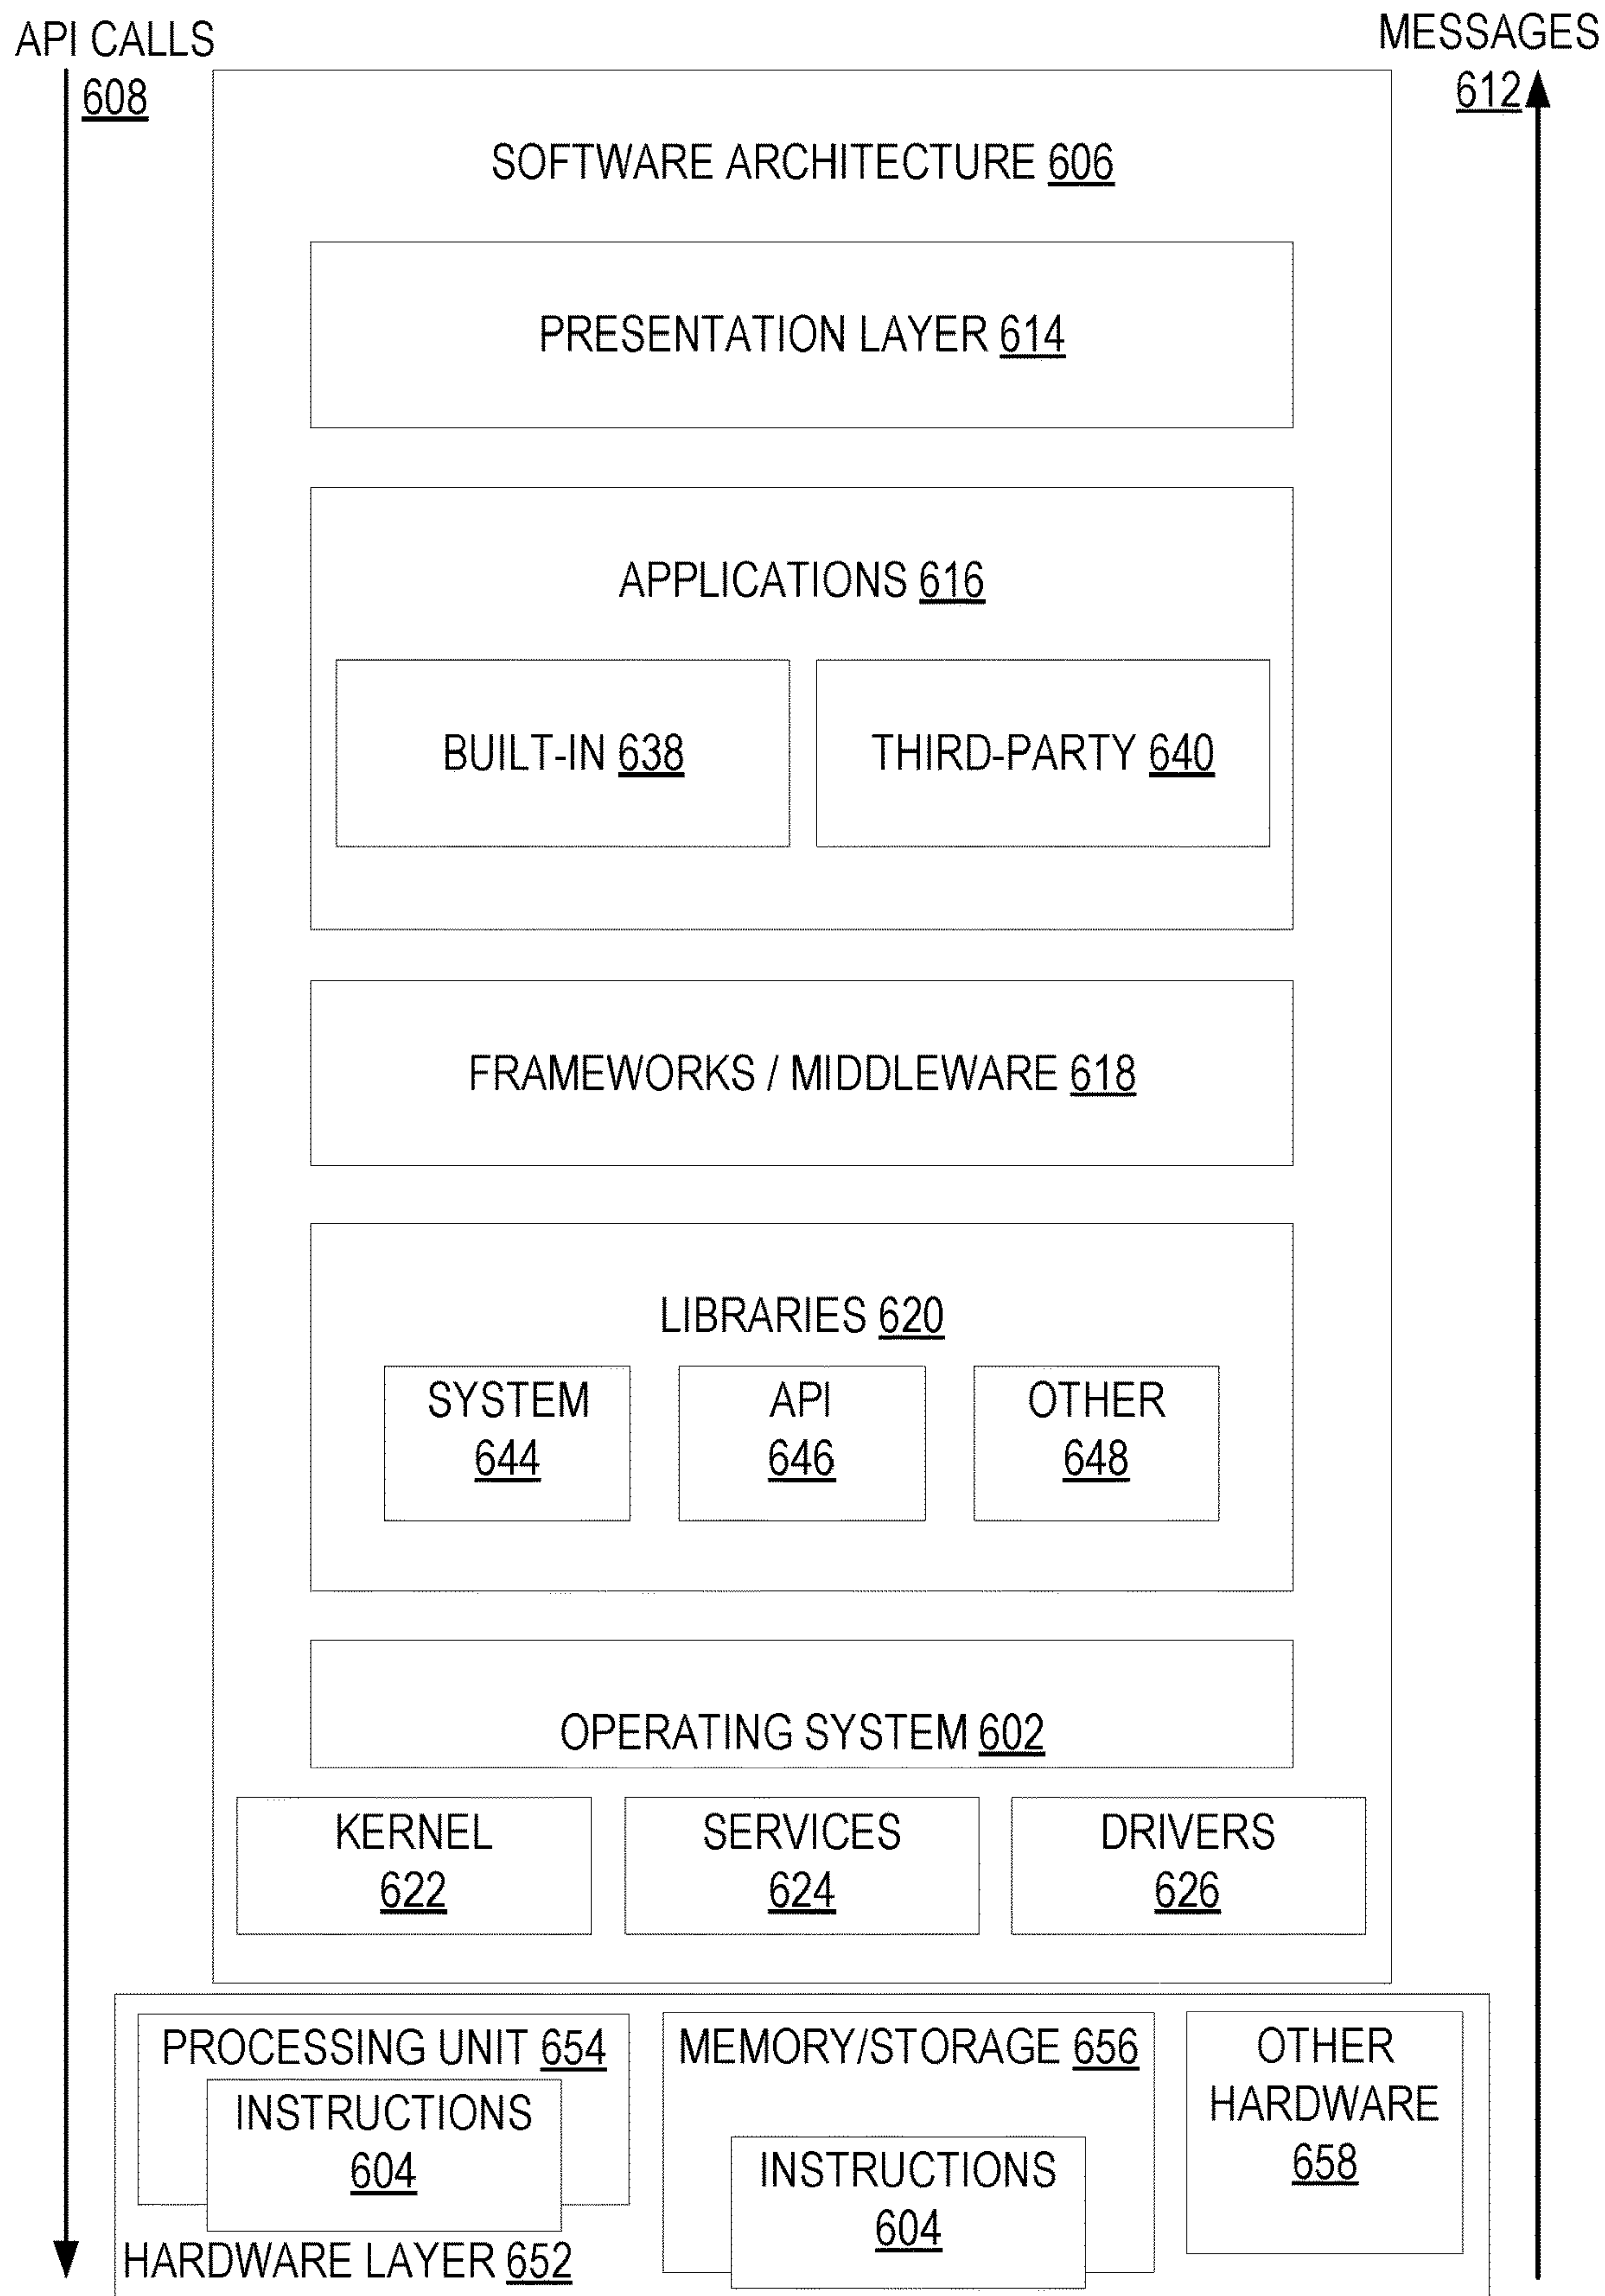 API CALLS
608
MESSAGES
612
SOFTWARE ARCHITECTURE 606
PRESENTATION LAYER 614
APPLICATIONS 616
BUILT-IN 638
THIRD-PARTY 640
FRAMEWORKS / MIDDLEWARE 618
LIBRARIES 620
SYSTEM
644
API
646
OTHER
648
OPERATING SYSTEM 602
KERNEL
622
SERVICES
624
DRIVERS
626
PROCESSING UNIT 654
INSTRUCTIONS
604
MEMORY/STORAGE 656
INSTRUCTIONS
604
OTHER
HARDWARE
658
HARDWARE LAYER 652